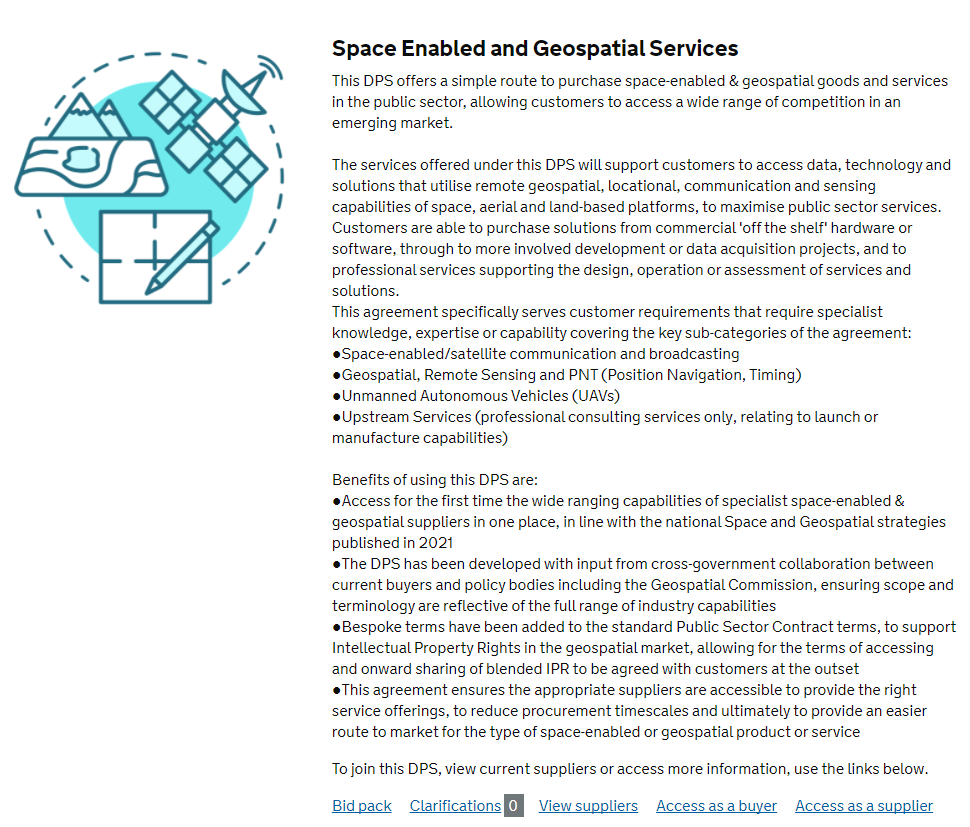 Space Enabled and Geospatial Services
This DPS offers a simple route to purchase space-enabled & geospatial goods and services
in the public sector, allowing customers to access a wide range of competition in an
emerging market.
The services offered under this DPS will support customers to access data, technology and
solutions that utilise remote geospatial, locational, communication and sensing
capabilities of space, aerial and land-based platforms, to maximise public sector services.
Customers are able to purchase solutions from commercial 'off the shelf' hardware or
software, through to more involved development or data acquisition projects, and to
professional services supporting the design, operation or assessment of services and
solutions.
This agreement specifically serves customer requirements that require specialist
knowledge, expertise or capability covering the key sub-categories of the agreement:
●Space-enabled/satellite communication and broadcasting
●Geospatial, Remote Sensing and PNT (Position Navigation, Timing)
●Unmanned Autonomous Vehicles (UAVs)
●Upstream Services (professional consulting services only, relating to launch or
manufacture capabilities)
Benefits of using this DPS are:
●Access for the first time the wide ranging capabilities of specialist space-enabled &
geospatial suppliers in one place, in line with the national Space and Geospatial strategies
published in 2021
●The DPS has been developed with input from cross-government collaboration between
current buyers and policy bodies including the Geospatial Commission, ensuring scope and
terminology are reflective of the full range of industry capabilities
●Bespoke terms have been added to the standard Public Sector Contract terms, to support
Intellectual Property Rights in the geospatial market, allowing for the terms of accessing
and onward sharing of blended IPR to be agreed with customers at the outset
●This agreement ensures the appropriate suppliers are accessible to provide the right
service offerings, to reduce procurement timescales and ultimately to provide an easier
route to market for the type of space-enabled or geospatial product or service
To join this DPS, view current suppliers or access more information, use the links below.
Bid pack Clarifications 0 View suppliers Access as a buyer Access as a supplier